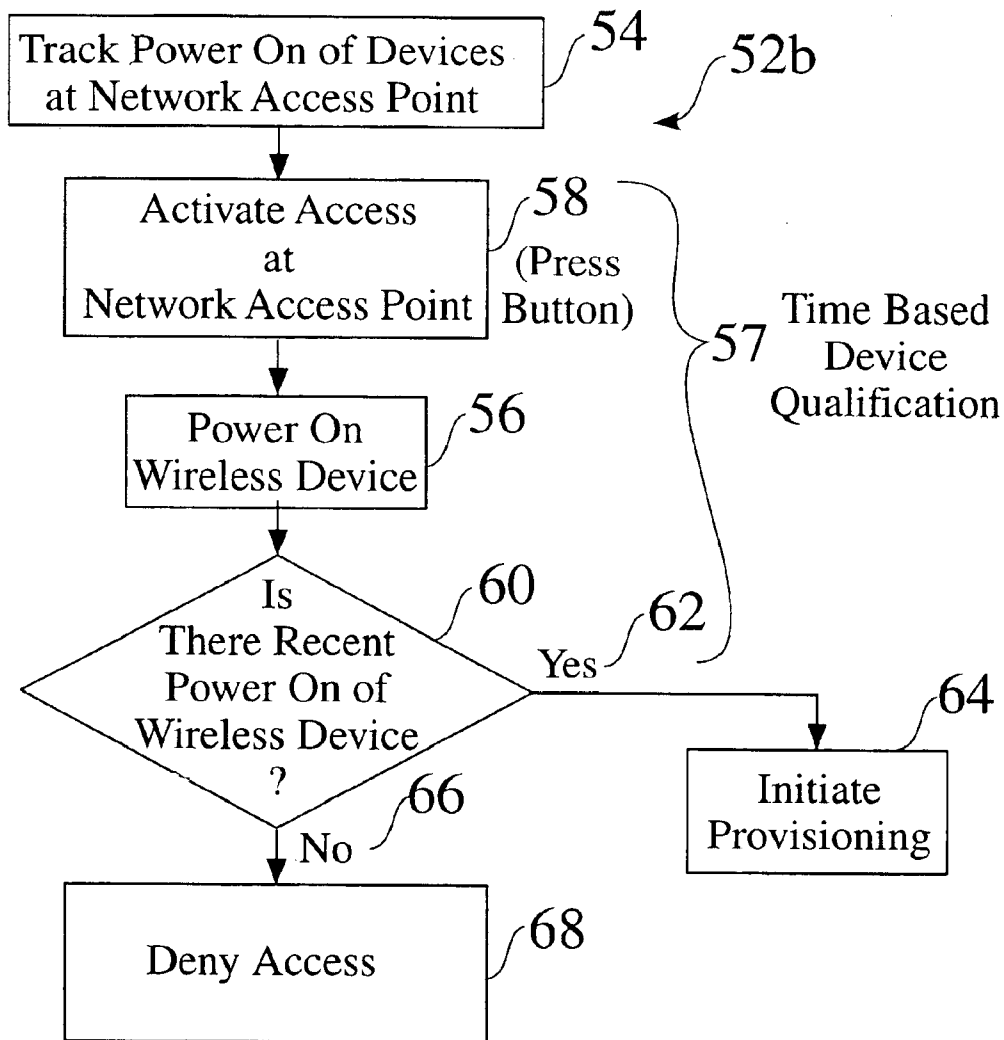 Track Power On of Devices
at Network Access Point
54
52b
Activate Access
at
Network Access Point
58
(Press
Button)
57
Time Based
Device
Qualification
Power On
Wireless Device
56
Is
There Recent
Power On of
Wireless Device
?
60
Yes
62
64
Initiate
Provisioning
No
66
Deny Access
68